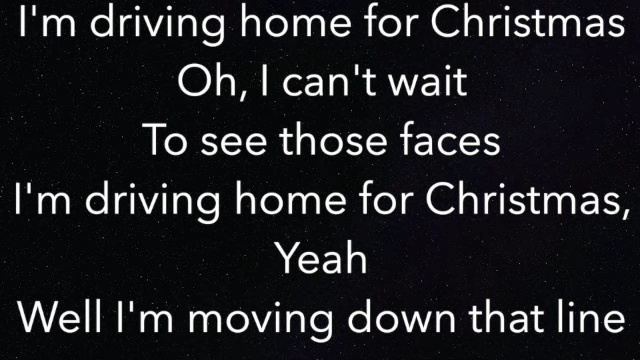 I'm driving home for Christmas
Oh, I can't wait
To see those faces
I'm driving home for Christmas,
Yeah
Well I'm moving down that line